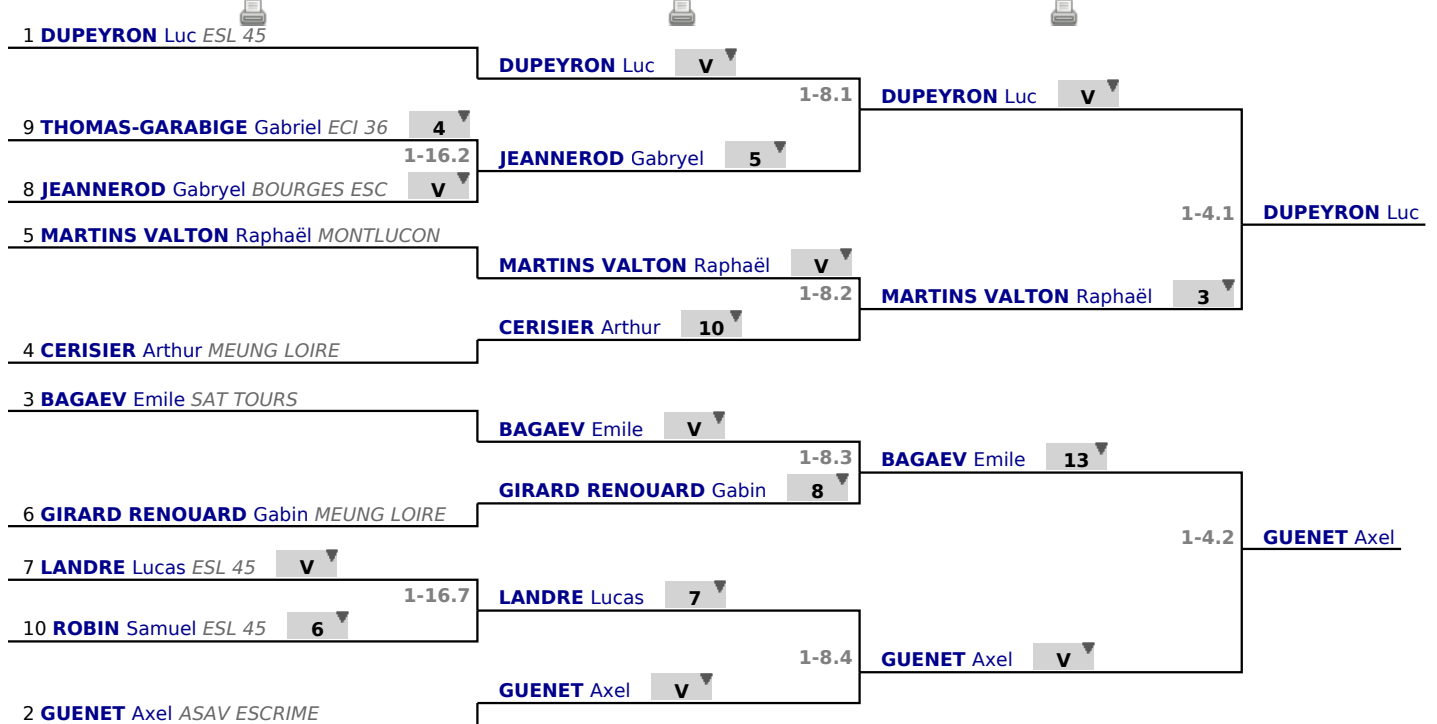 1 DUPEYRON Luc ESL 45
DUPEYRON Luc V
1-8.1
DUPEYRON Luc V
9 THOMAS-GARABIGE Gabriel ECI 36 4
1-16.2
JEANNEROD Gabryel 5
8 JEANNEROD Gabryel BOURGES ESC V
1-4.1
DUPEYRON Luc
5 MARTINS VALTON Raphaël MONTLUCON
MARTINS VALTON Raphaël V
1-8.2
MARTINS VALTON Raphaël 3
CERISIER Arthur 10
4 CERISIER Arthur MEUNG LOIRE
3 BAGAEV Emile SAT TOURS
BAGAEV Emile V
1-8.3
BAGAEV Emile 13
GIRARD RENOUARD Gabin 8
6 GIRARD RENOUARD Gabin MEUNG LOIRE
1-4.2
GUENET Axel
7 LANDRE Lucas ESL 45 V
1-16.7
LANDRE Lucas 7
10 ROBIN Samuel ESL 45 6
1-8.4
GUENET Axel V
GUENET Axel V
2 GUENET Axel ASAV ESCRIME